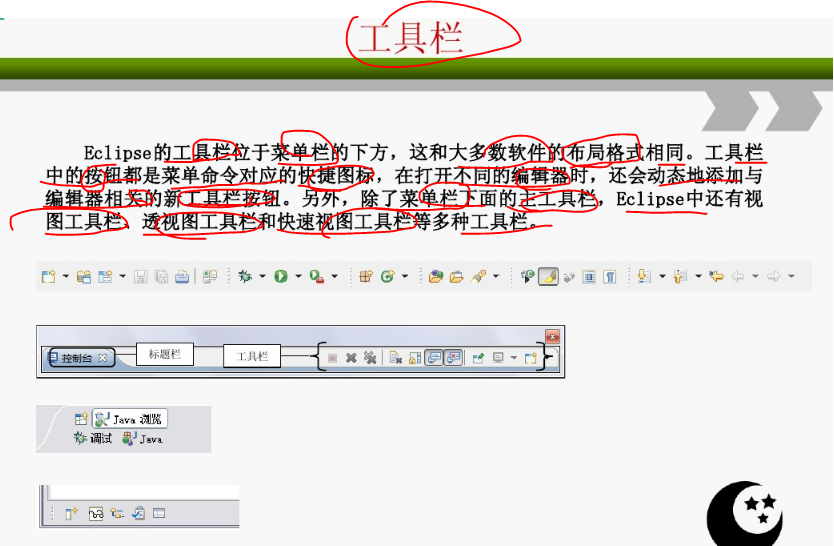 工具栏
Eclipse的工具栏位于菜单栏的下方，这和大多数软件的布局格式相同。工具栏
中的按钮都是菜单命令对应的快捷图标，在打开不同的编辑器时，还会动态地添加与
编辑器相关的新工具栏按钮。另外，除了菜单栏下面的主工具栏，Eclipse中还有视
图工具栏、透视图工具栏和快速视图工具栏等多种工具栏。
控制台 标题栏 工具栏
Java 浏览
调试 Java